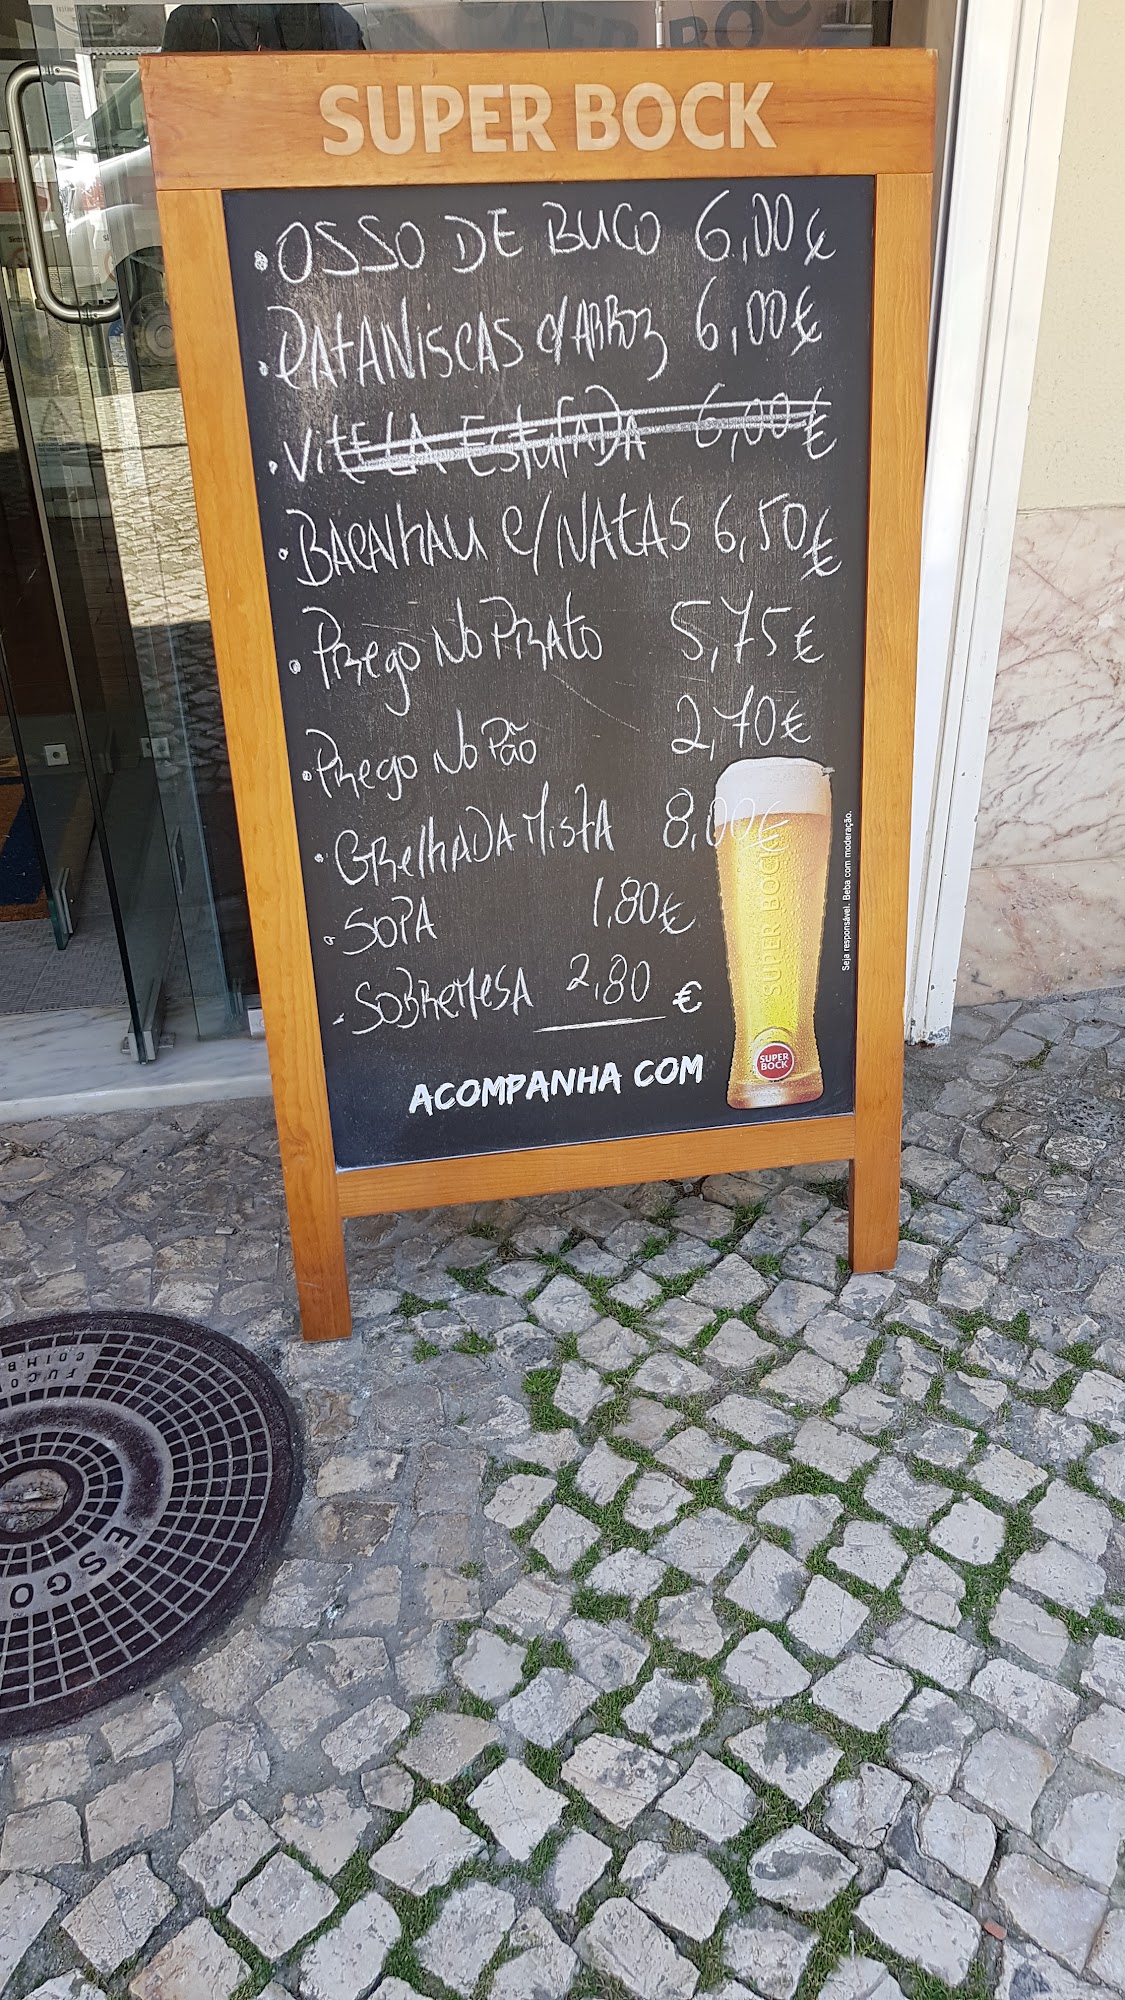 SUPER BOCK
• OSSO DE BUCO 6,00€
• PATANISCAS C/ARROZ 6,00€
• VITELA ESTUFADA 6,00€
• BACALHAU C/NATAS 6,50€
• PREGO NO PRATO 5,75€
• PREGO NO PÃO 2,70€
• GRELHADA MISTA 8,00€
• SOPA 1,80€
• SOBREMESA 2,80 €
ACOMPANHA COM
SUPER BOCK
SUPER
BOCK
Seja responsável. Beba com moderação.
ESGO